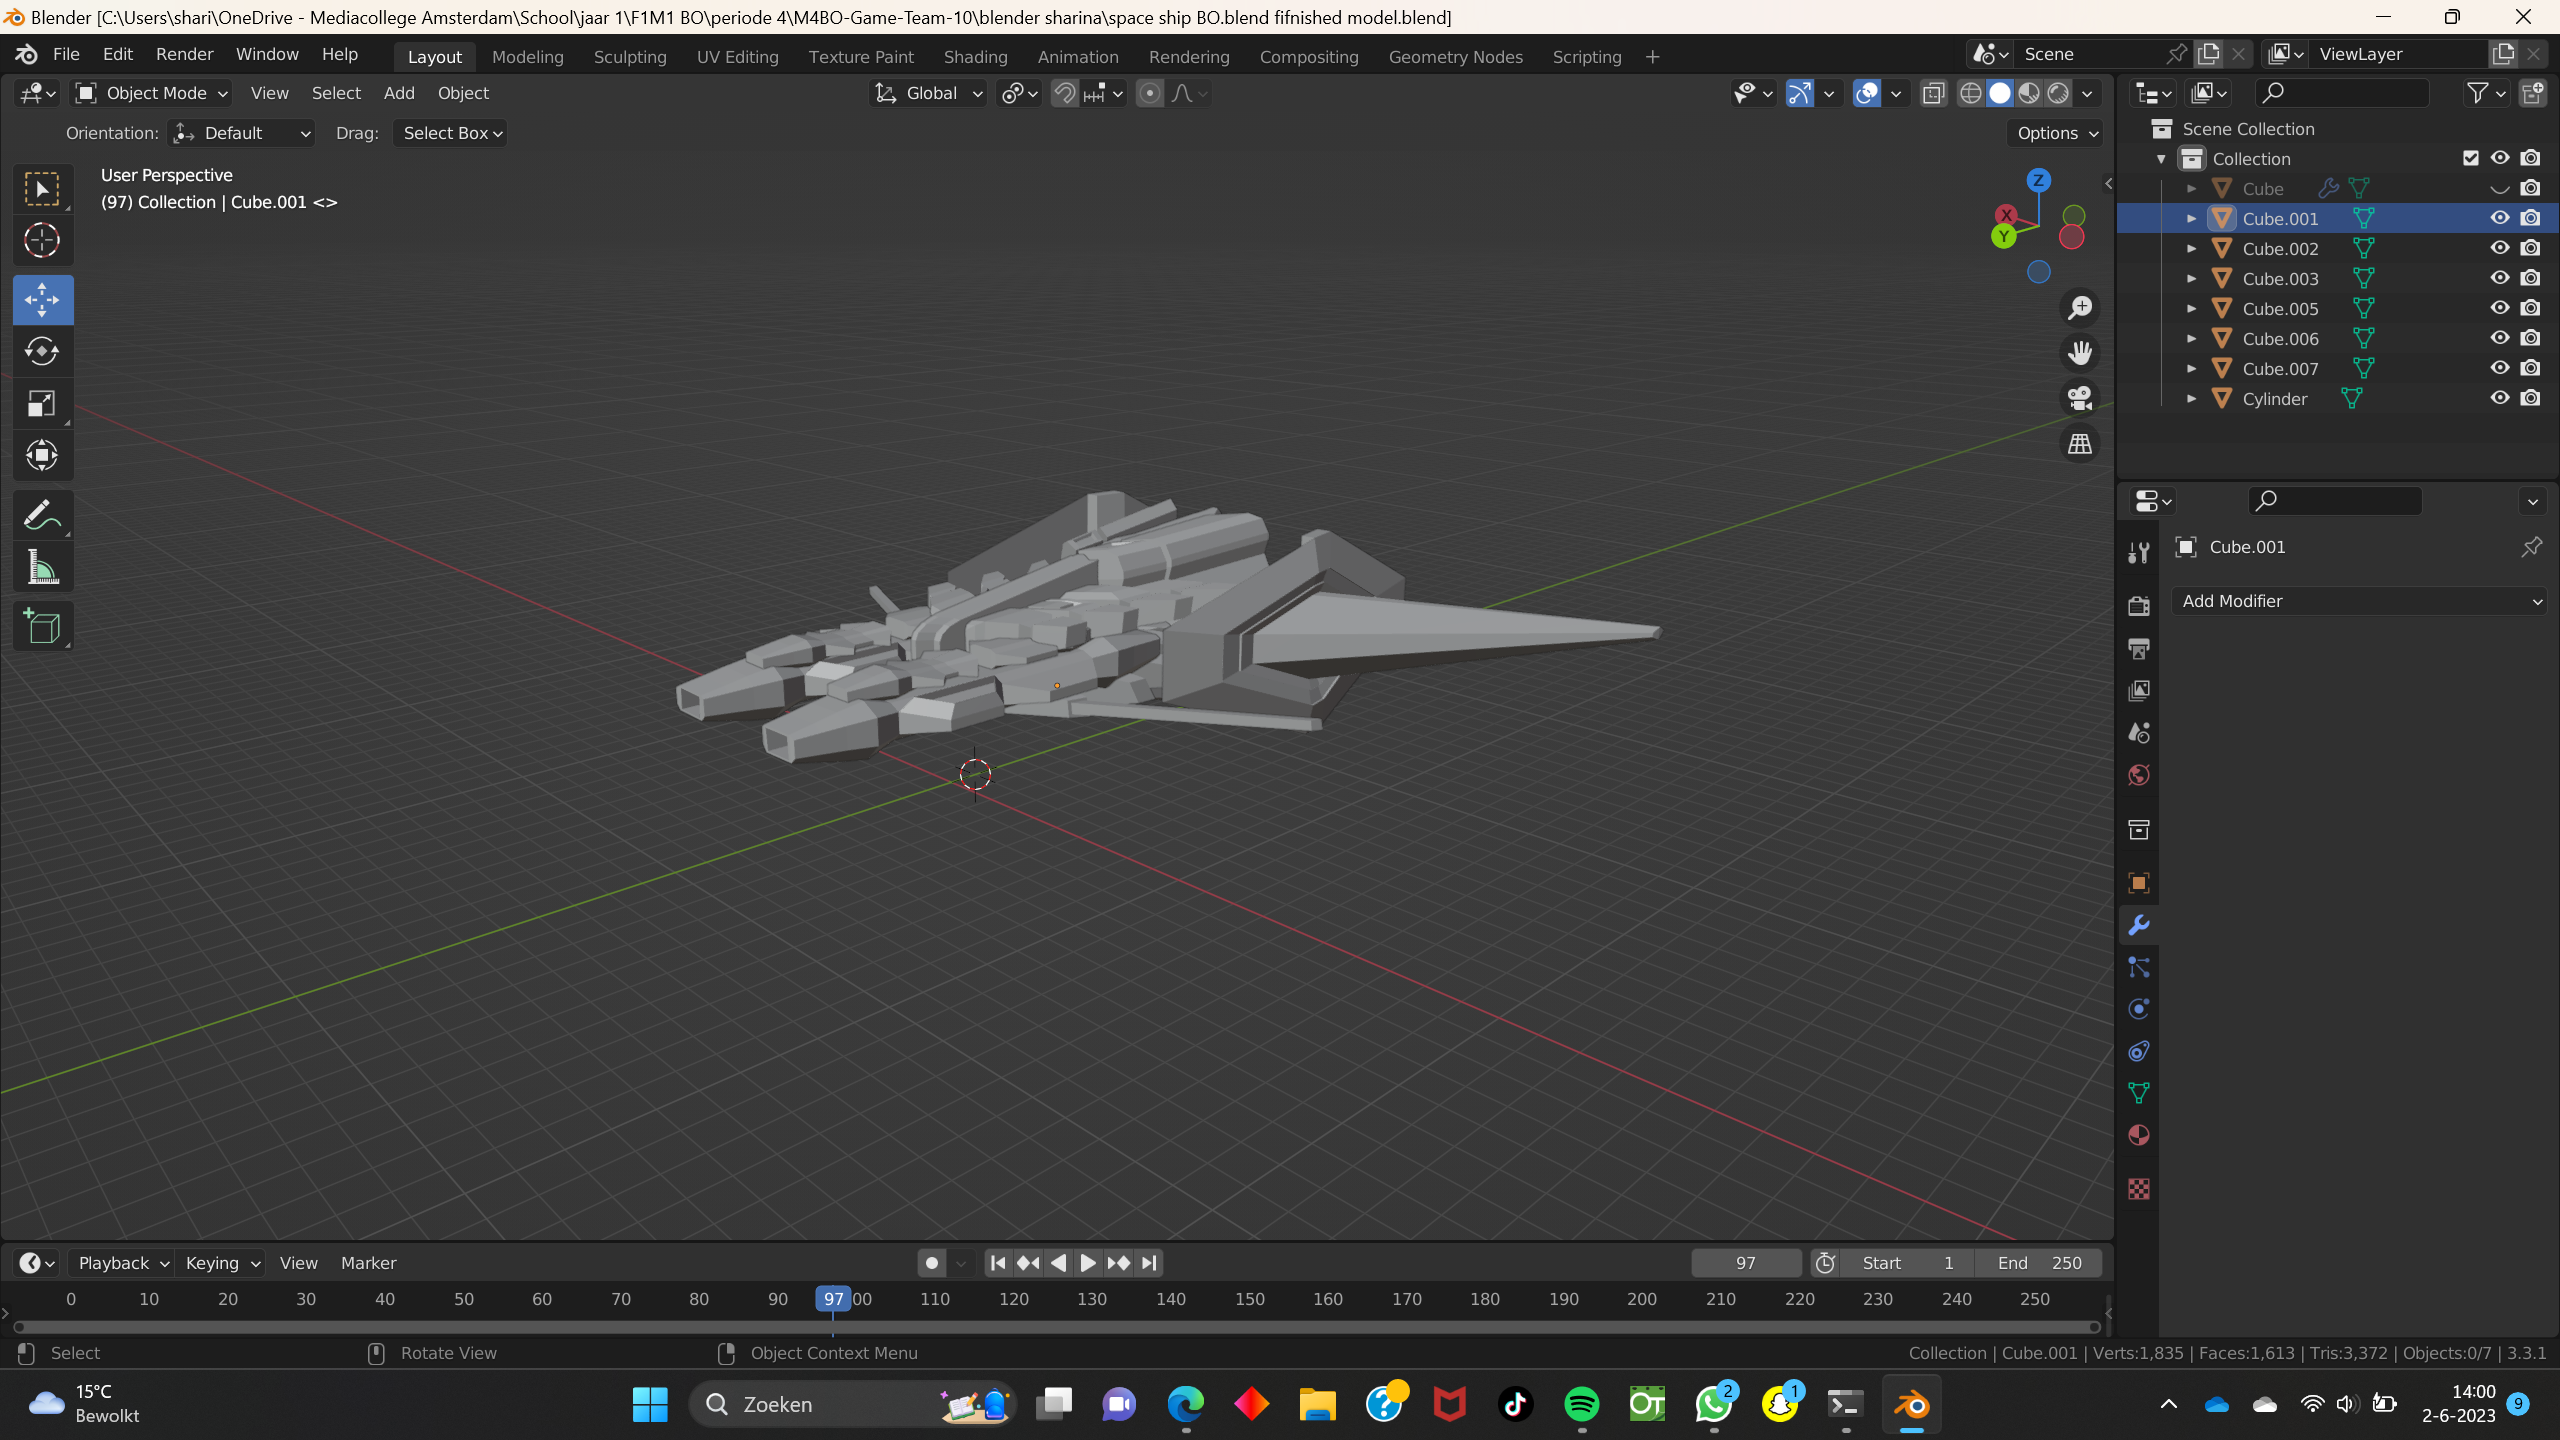 Blender [C:\Users\shari\OneDrive - Mediacollege Amsterdam\School\jaar 1\F1M1 BO\periode 4\M4BO-Game-Team-10\blender sharina\space ship BO.blend fifnished model.blend]
File Edit Render Window Help Layout Modeling Sculpting UV Editing Texture Paint Shading Animation Rendering Compositing Geometry Nodes Scripting + Scene ViewLayer
Object Mode View Select Add Object Global
Orientation: Default Drag: Select Box Options
User Perspective
(97) Collection | Cube.001 <>
Z
X
Y
Scene Collection
Collection
Cube
Cube.001
Cube.002
Cube.003
Cube.005
Cube.006
Cube.007
Cylinder
Cube.001
Add Modifier
Playback Keying View Marker 97 Start 1 End 250
0 10 20 30 40 50 60 70 80 90 97 00 110 120 130 140 150 160 170 180 190 200 210 220 230 240 250
Select Rotate View Object Context Menu Collection | Cube.001 | Verts:1,835 | Faces:1,613 | Tris:3,372 | Objects:0/7 | 3.3.1
15°C
Bewolkt
Zoeken
OT
2
1
14:00
2-6-2023
9